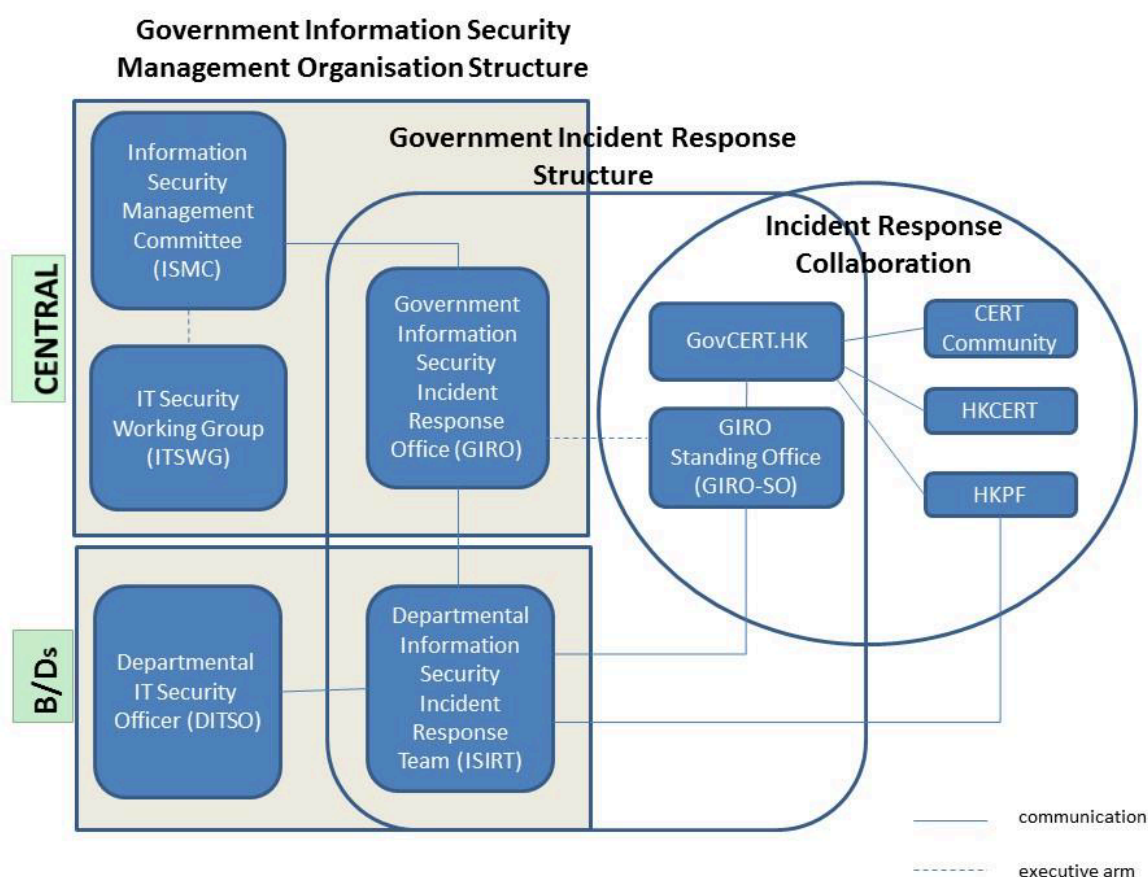 Government Information Security
Management Organisation Structure
Government Incident Response
Structure
Incident Response
Collaboration
CENTRAL
Information
Security
Management
Committee
(ISMC)
IT Security
Working Group
(ITSWG)
Government
Information
Security
Incident
Response
Office (GIRO)
GovCERT.HK
GIRO
Standing Office
(GIRO-SO)
CERT
Community
HKCERT
HKPF
B/Ds
Departmental
IT Security
Officer (DITSO)
Departmental
Information
Security
Incident
Response
Team (ISIRT)
communication
executive arm